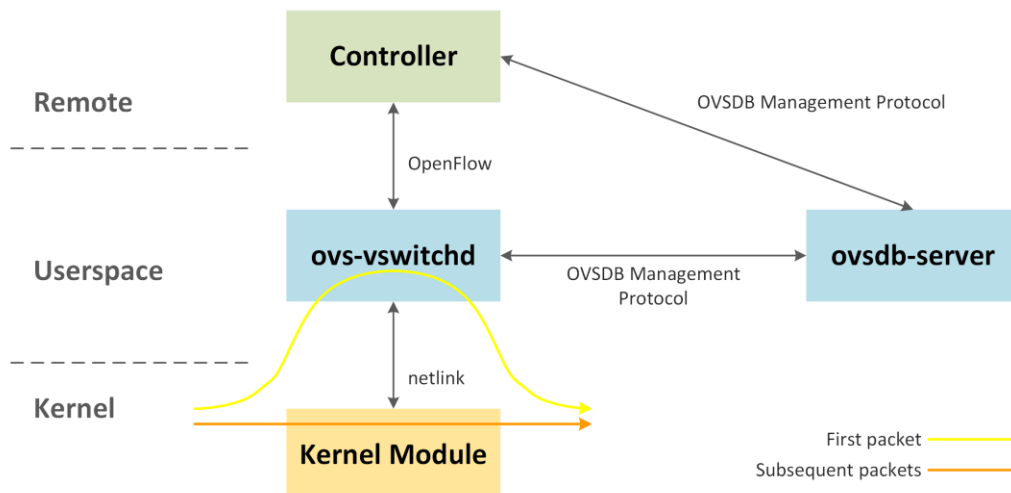 Controller
Remote
OVSDB Management Protocol
OpenFlow
ovs-vswitchd
ovsdb-server
Userspace
OVSDB Management
Protocol
netlink
Kernel
Kernel Module
First packet
Subsequent packets